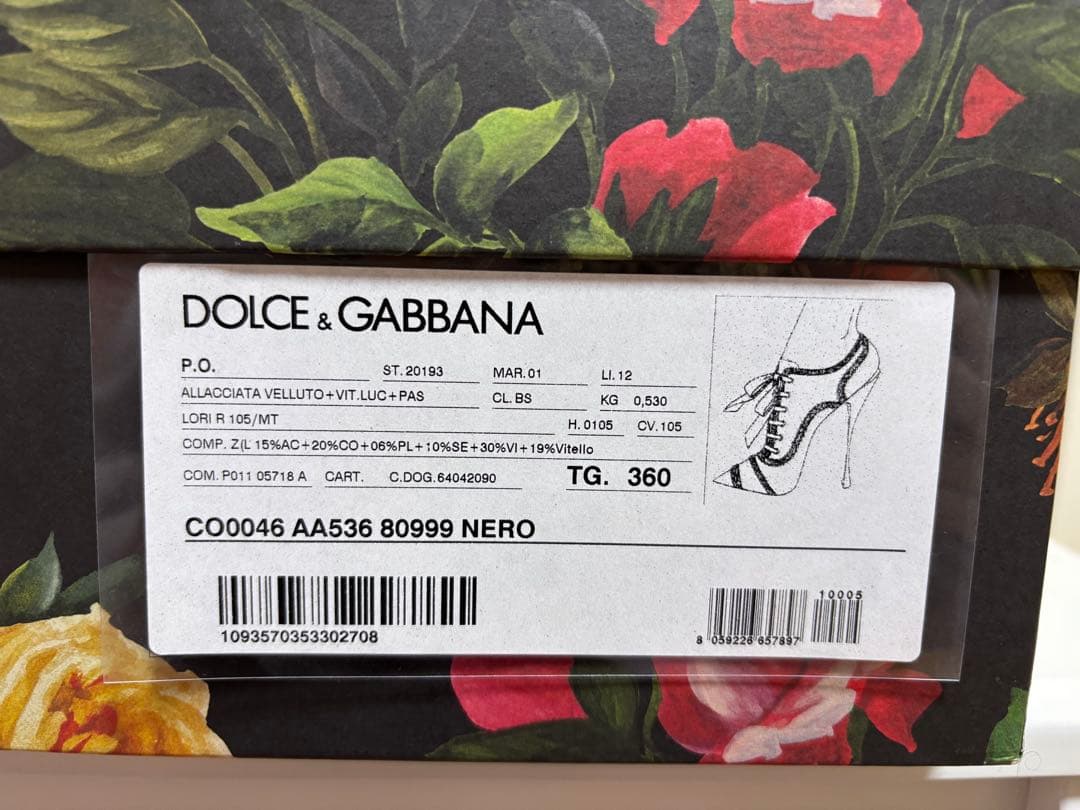 DOLCE & GABBANA
P.O. ST. 20193 MAR. 01 LI. 12
ALLACCIATA VELLUTO+VIT.LUC+PAS CL. BS KG 0,530
LORI R 105/MT H. 0105 CV. 105
COMP. Z(L 15%AC+20%CO+06%PL+10%SE+30%VI+19%Vitello
COM. P011 05718 A CART. C.DOG. 64042090 TG. 360
CO0046 AA536 80999 NERO
10005
1093570353302708 8 059226 657897